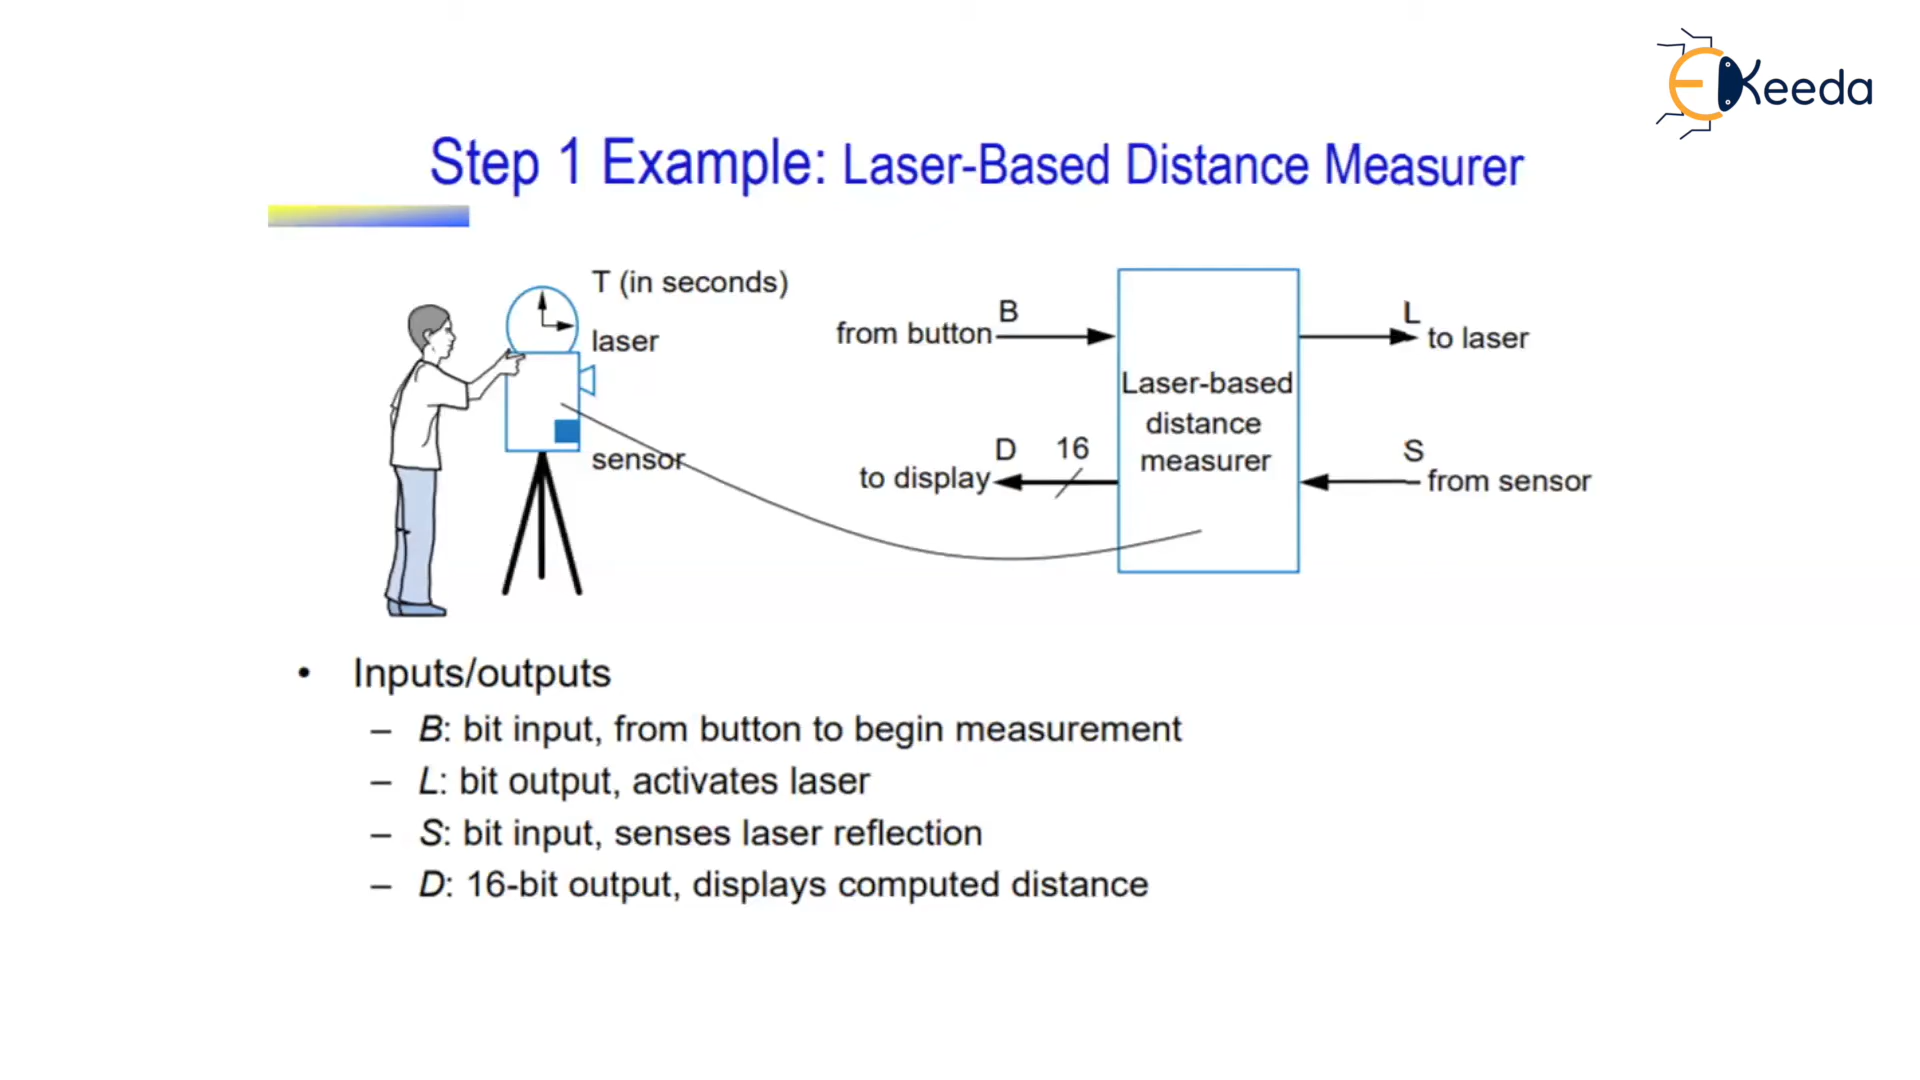 EKeeda
Step 1 Example: Laser-Based Distance Measurer
T (in seconds)
laser
sensor
B
from button
D 16
to display
Laser-based
distance
measurer
L
to laser
S
from sensor
• Inputs/outputs
– B: bit input, from button to begin measurement
– L: bit output, activates laser
– S: bit input, senses laser reflection
– D: 16-bit output, displays computed distance